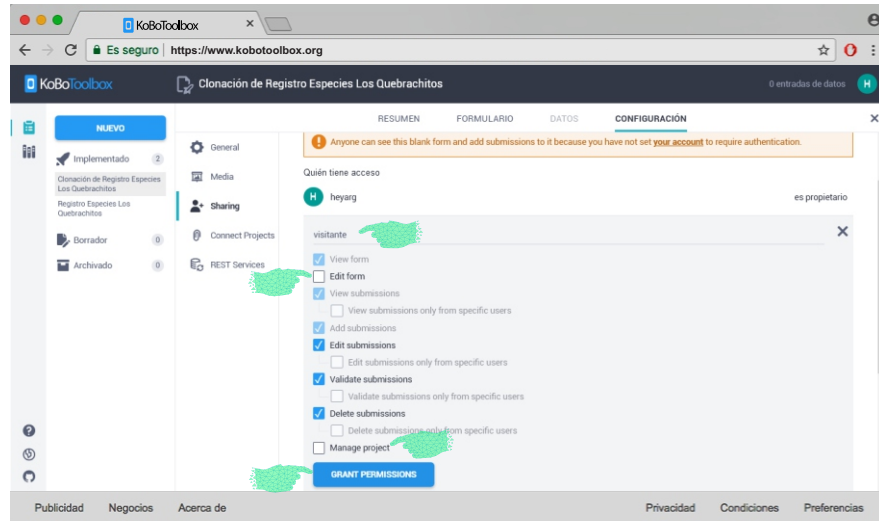 KoBoToolbox ×
Es seguro https://www.kobotoolbox.org
KoBoToolbox
Clonación de Registro Especies Los Quebrachitos
0 entradas de datos
H
RESUMEN FORMULARIO DATOS CONFIGURACIÓN
NUEVO
Implementado 2
Clonación de Registro Especies
Los Quebrachitos
Registro Especies Los
Quebrachitos
Borrador 0
Archivado 0
General
Media
Sharing
Connect Projects
REST Services
Anyone can see this blank form and add submissions to it because you have not set your account to require authentication.
Quién tiene acceso
H heyarg es propietario
visitante
View form
Edit form
View submissions
View submissions only from specific users
Add submissions
Edit submissions
Edit submissions only from specific users
Validate submissions
Validate submissions only from specific users
Delete submissions
Delete submissions only from specific users
Manage project
GRANT PERMISSIONS
Publicidad Negocios Acerca de Privacidad Condiciones Preferencias